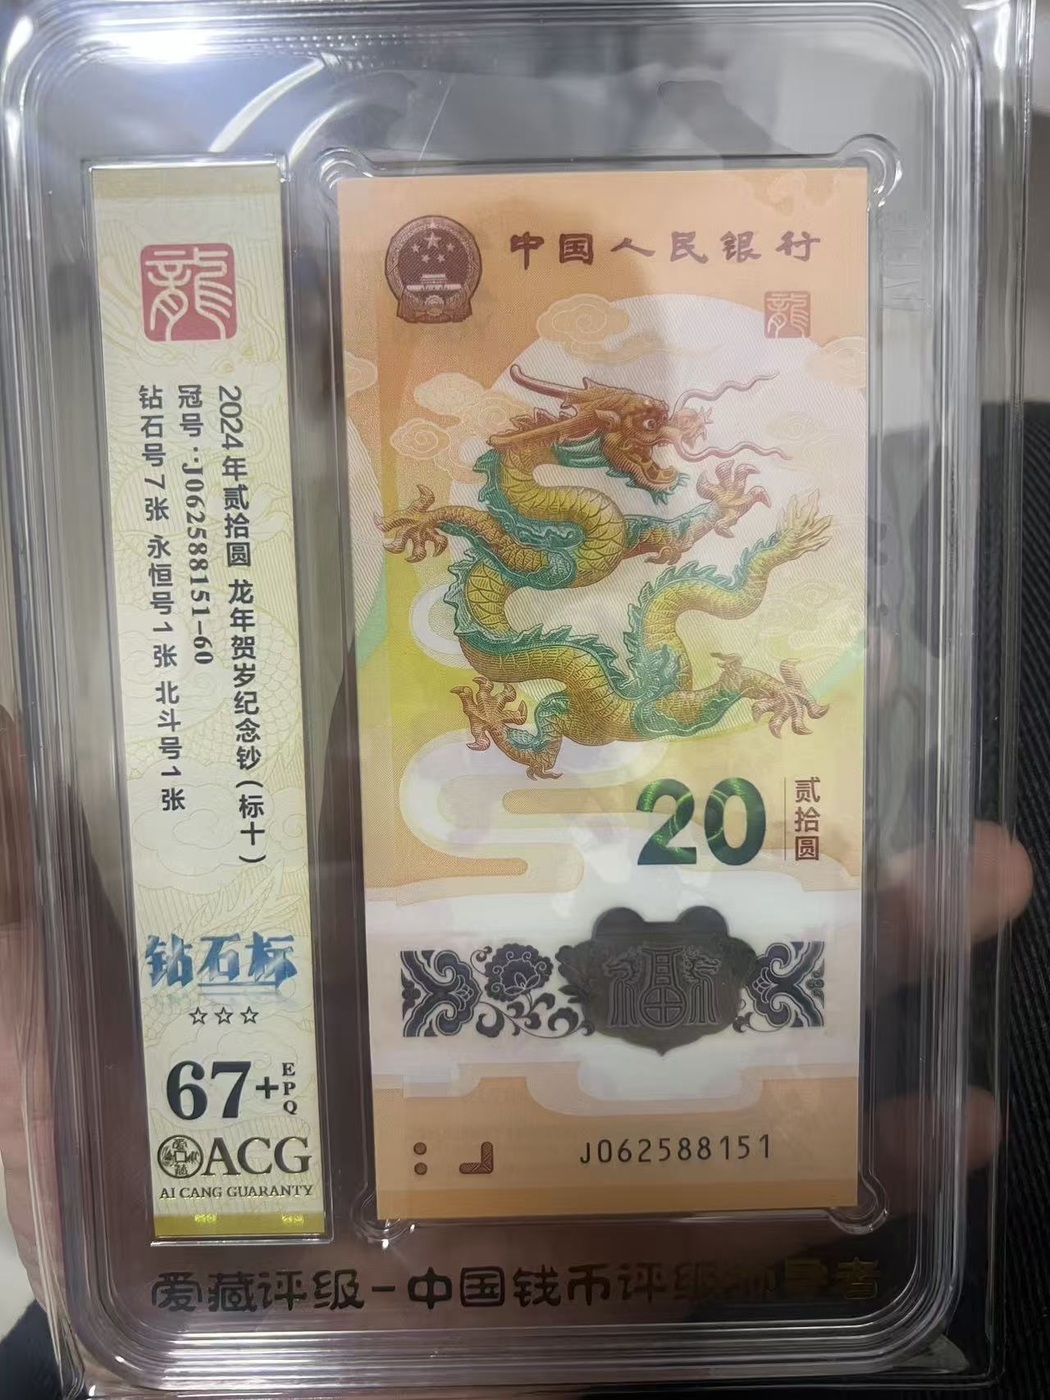 龍
2024年贰拾圆 龙年贺岁纪念钞(标十)
冠号:J062588151-60
钻石号7张 永恒号1张 北斗号1张
钻石标
☆☆☆
67+EPQ
ACG
AI CANG GUARANTY
中国人民银行
龍
20
贰拾圆
福
J062588151
爱藏评级-中国钱币评级